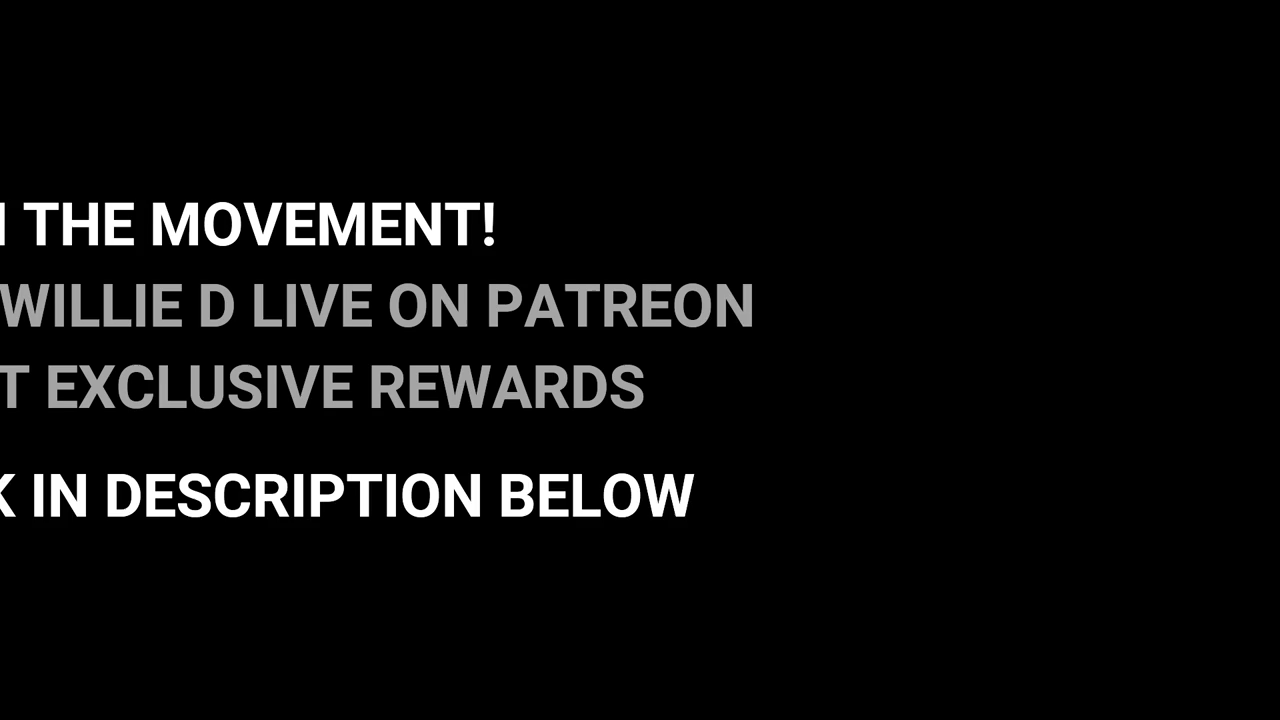 THE MOVEMENT!
WILLIE D LIVE ON PATREON
EXCLUSIVE REWARDS
IN DESCRIPTION BELOW